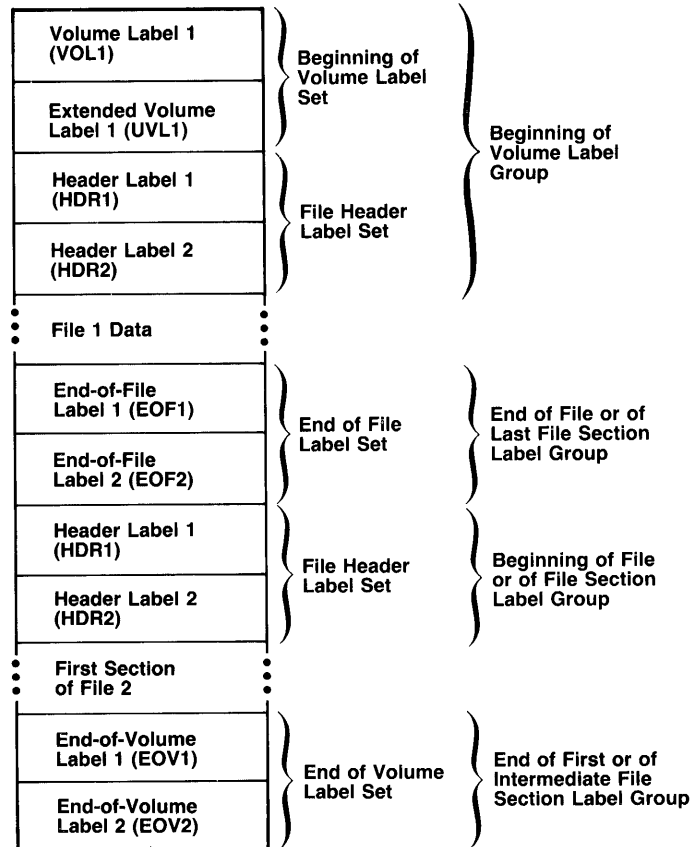 Volume Label 1
(VOL1)
Extended Volume
Label 1 (UVL1)
Beginning of
Volume Label
Set
Header Label 1
(HDR1)
Header Label 2
(HDR2)
File Header
Label Set
Beginning of
Volume Label
Group
File 1 Data
End-of-File
Label 1 (EOF1)
End-of-File
Label 2 (EOF2)
End of File
Label Set
End of File or of
Last File Section
Label Group
Header Label 1
(HDR1)
Header Label 2
(HDR2)
File Header
Label Set
Beginning of File
or of File Section
Label Group
First Section
of File 2
End-of-Volume
Label 1 (EOV1)
End-of-Volume
Label 2 (EOV2)
End of Volume
Label Set
End of First or of
Intermediate File
Section Label Group